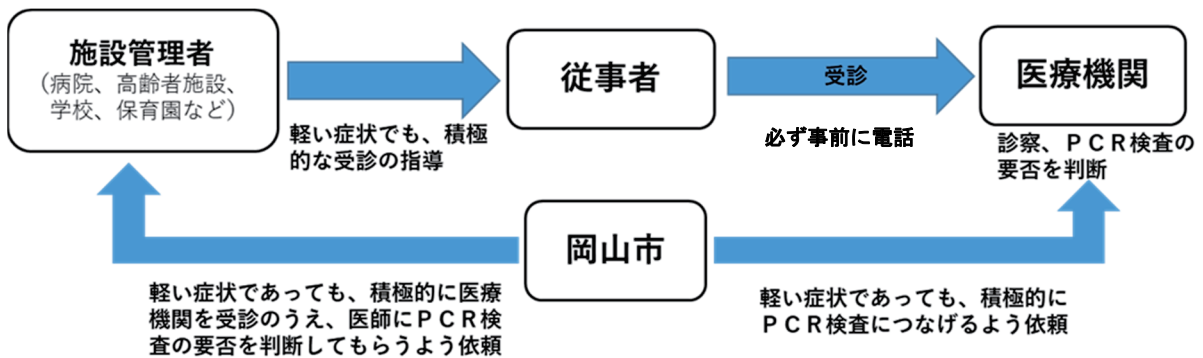 施設管理者
(病院、高齢者施設、
学校、保育園など)
軽い症状でも、積極
的な受診の指導
従事者
受診
必ず事前に電話
医療機関
診察、ＰＣＲ検査の
要否を判断
岡山市
軽い症状であっても、積極的に医療
機関を受診のうえ、医師にＰＣＲ検
査の要否を判断してもらうよう依頼
軽い症状であっても、積極的に
ＰＣＲ検査につなげるよう依頼